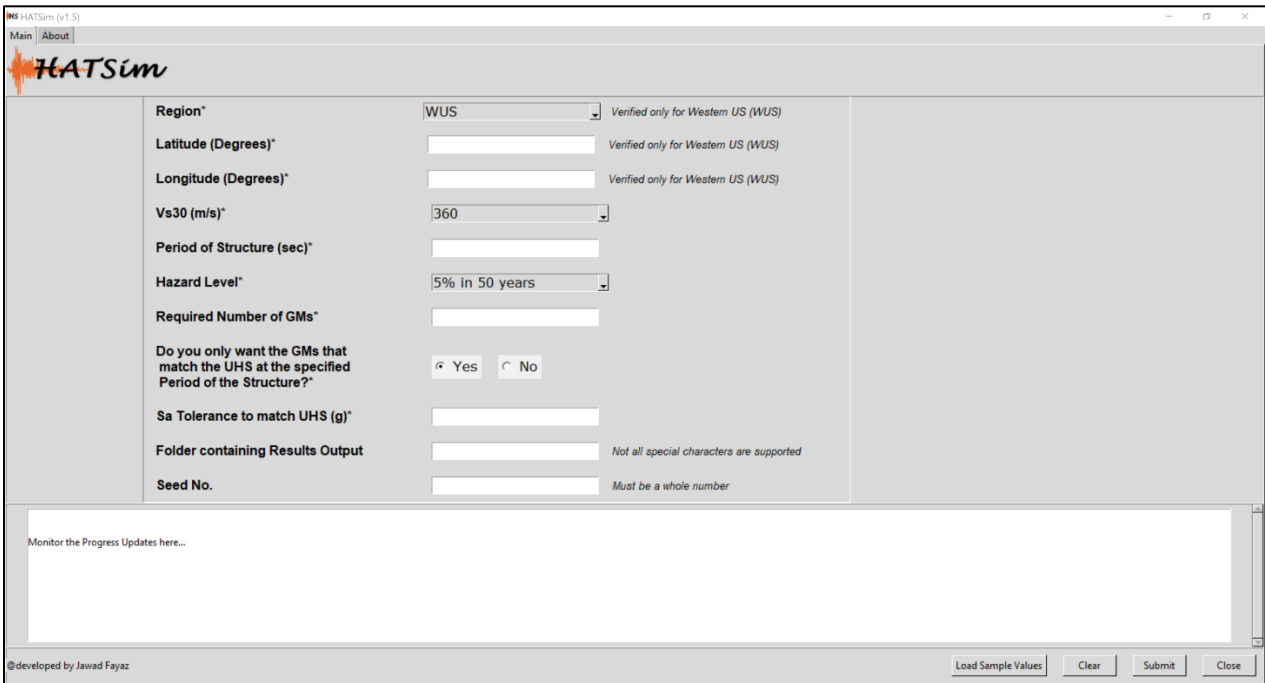 HATSim (v1.5)
Main About
HATSim
Region* WUS Verified only for Western US (WUS)
Latitude (Degrees)* Verified only for Western US (WUS)
Longitude (Degrees)* Verified only for Western US (WUS)
Vs30 (m/s)* 360
Period of Structure (sec)*
Hazard Level* 5% in 50 years
Required Number of GMs*
Do you only want the GMs that
match the UHS at the specified Yes No
Period of the Structure?*
Sa Tolerance to match UHS (g)*
Folder containing Results Output Not all special characters are supported
Seed No. Must be a whole number
Monitor the Progress Updates here...
@developed by Jawad Fayaz Load Sample Values Clear Submit Close